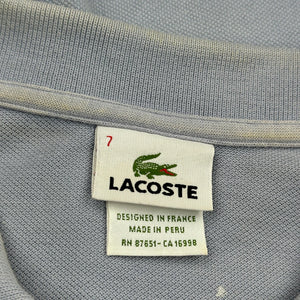 7
LACOSTE
DESIGNED IN FRANCE
MADE IN PERU
RN 87651-CA 16998